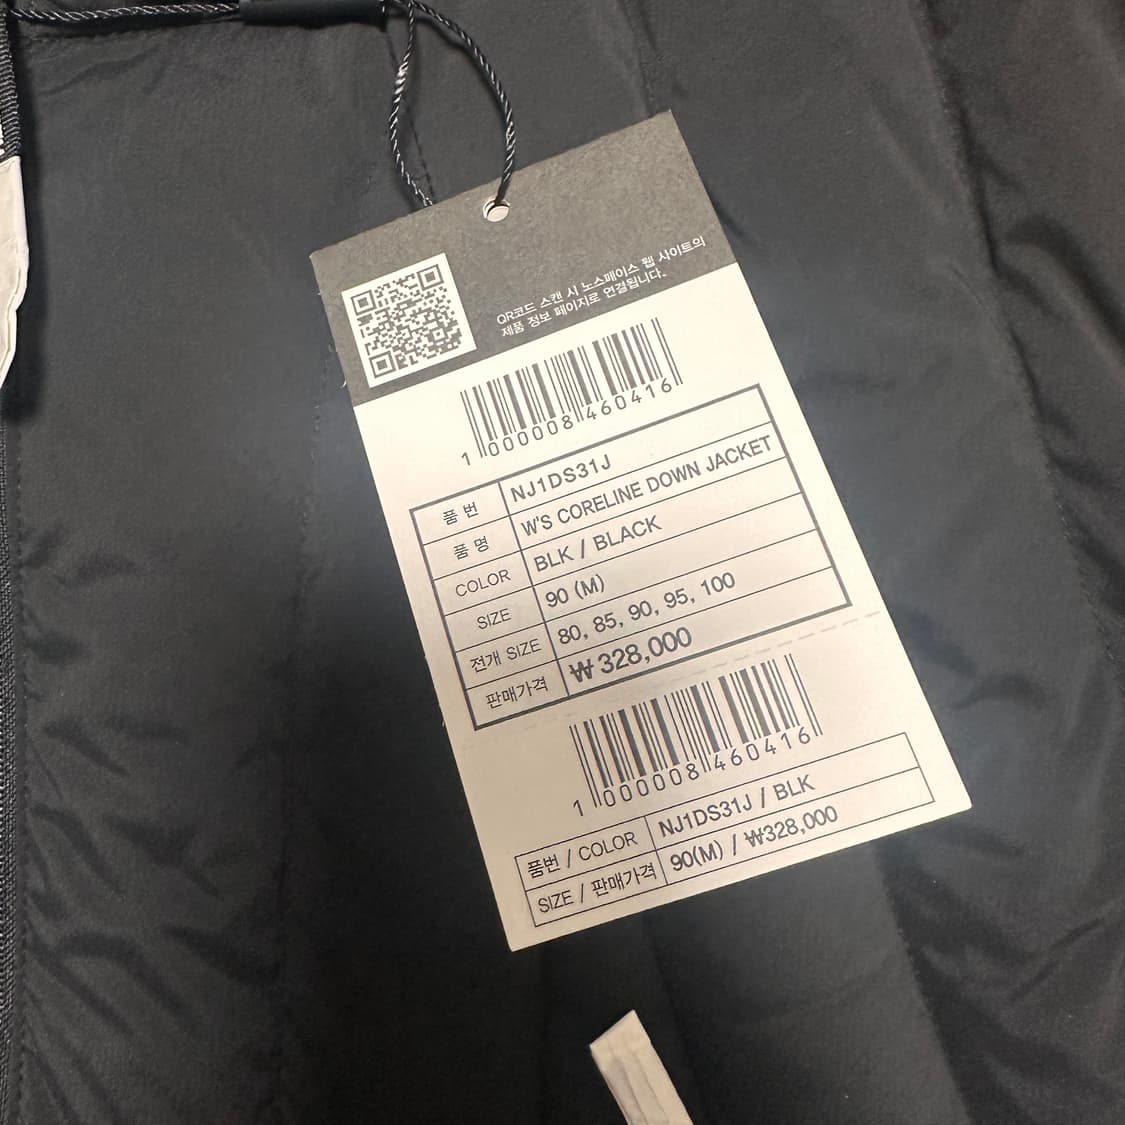 QR코드 스캔 시 노스페이스 웹 사이트의
제품 정보 페이지로 연결됩니다.
1 000008 460416
품 번 NJ1DS31J
품 명 W'S CORELINE DOWN JACKET
COLOR BLK / BLACK
SIZE 90 (M)
전개 SIZE 80, 85, 90, 95, 100
판매가격 ₩328,000
1 000008 460416
품번 / COLOR NJ1DS31J / BLK
SIZE / 판매가격 90(M) / ₩328,000